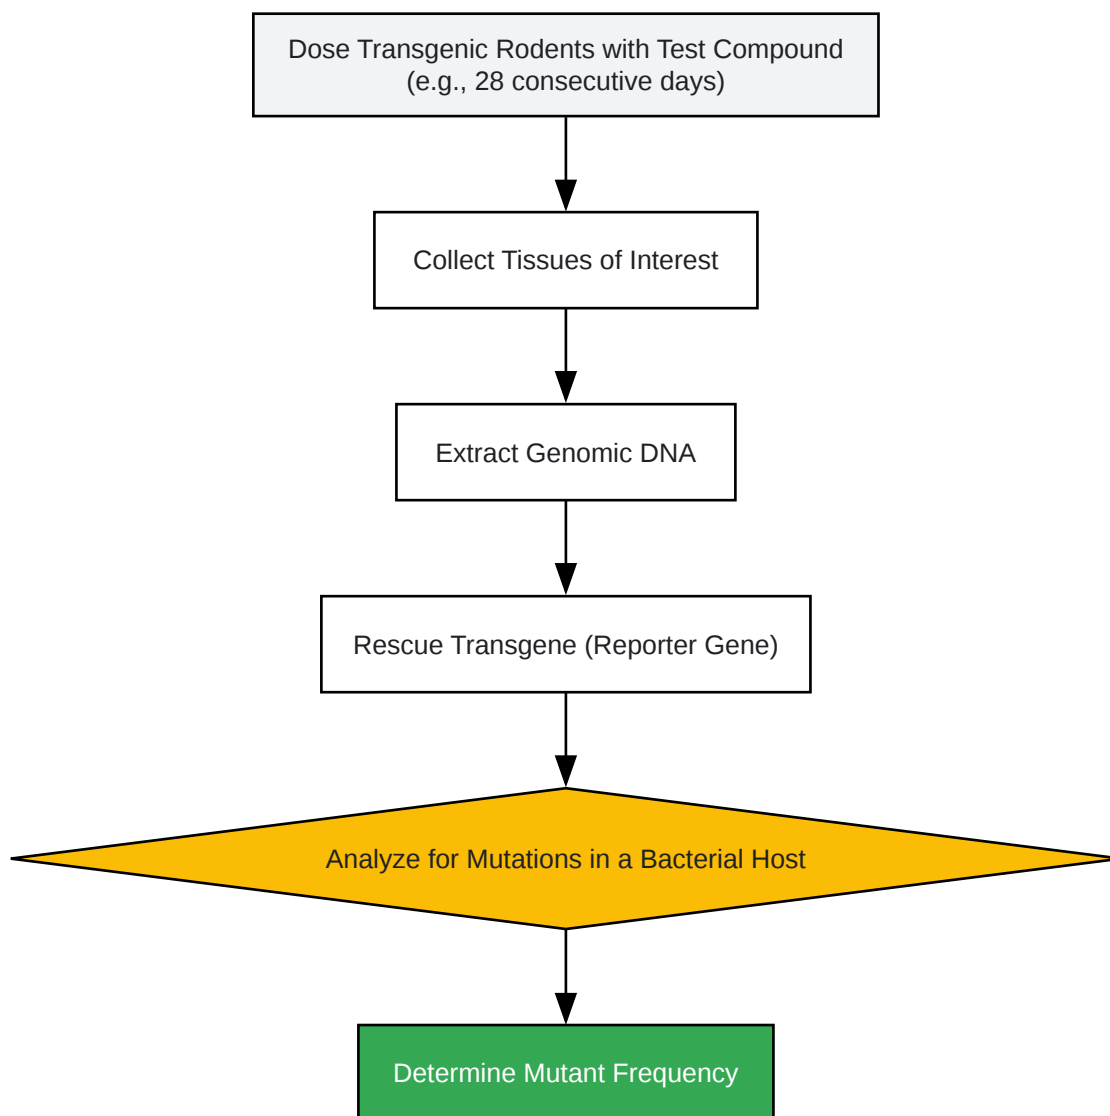 Dose Transgenic Rodents with Test Compound
(e.g., 28 consecutive days)
Collect Tissues of Interest
Extract Genomic DNA
Rescue Transgene (Reporter Gene)
Analyze for Mutations in a Bacterial Host
Determine Mutant Frequency